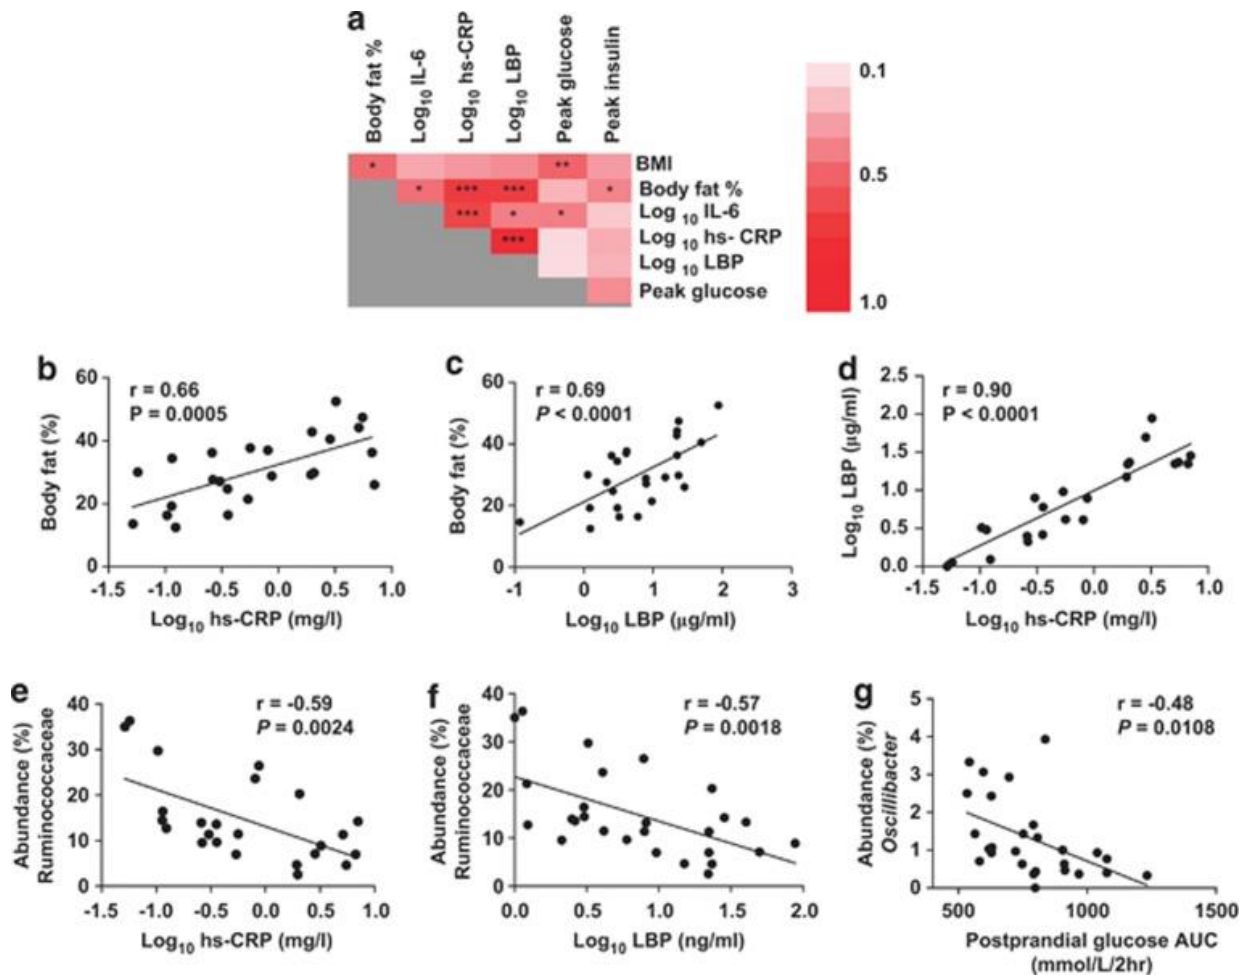 a
Body fat %
Log10 IL-6
Log10 hs-CRP
Log10 LBP
Peak glucose
Peak insulin
* ** BMI
* *** *** * Body fat %
*** * * Log 10 IL-6
*** Log 10 hs- CRP
Log 10 LBP
Peak glucose
0.1
0.5
1.0
b
r = 0.66
P = 0.0005
Body fat (%)
60
40
20
0
-1.5 -1.0 -0.5 0.0 0.5 1.0
Log10 hs-CRP (mg/l)
c
r = 0.69
P < 0.0001
Body fat (%)
60
40
20
0
-1 0 1 2 3
Log10 LBP (µg/ml)
d
r = 0.90
P < 0.0001
Log10 LBP (µg/ml)
2.5
2.0
1.5
1.0
0.5
0.0
-1.5 -1.0 -0.5 0.0 0.5 1.0
Log10 hs-CRP (mg/l)
e
r = -0.59
P = 0.0024
Abundance (%)
Ruminococcaceae
40
30
20
10
0
-1.5 -1.0 -0.5 0.0 0.5 1.0
Log10 hs-CRP (mg/l)
f
r = -0.57
P = 0.0018
Abundance (%)
Ruminococcaceae
40
30
20
10
0
0.0 0.5 1.0 1.5 2.0
Log10 LBP (ng/ml)
g
r = -0.48
P = 0.0108
Abundance (%)
Oscillibacter
5
4
3
2
1
0
500 1000 1500
Postprandial glucose AUC
(mmol/L/2hr)